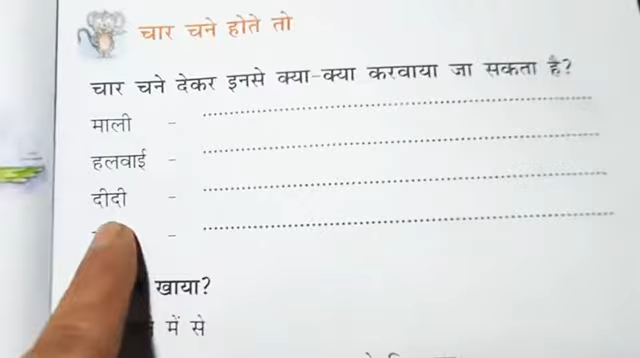 चार चने होते तो
चार चने देकर इनसे क्या-क्या करवाया जा सकता है?
माली -
हलवाई -
दीदी -
-
खाया?
में से